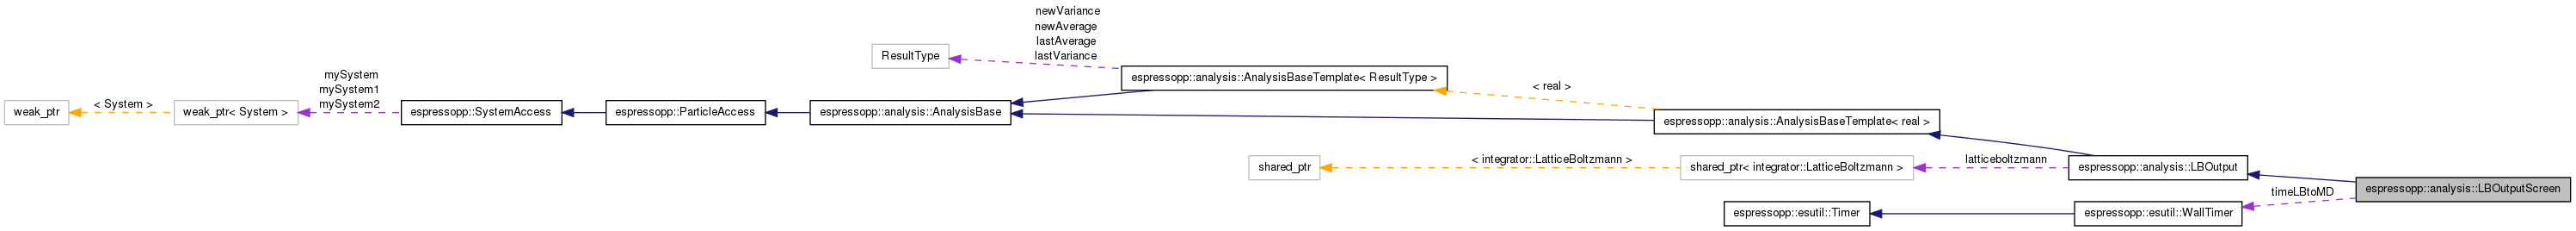 newVariance
newAverage
lastAverage
lastVariance
ResultType
espressopp::analysis::AnalysisBaseTemplate< ResultType >
mySystem
mySystem1
mySystem2
< real >
weak_ptr
< System >
weak_ptr< System >
espressopp::SystemAccess
espressopp::ParticleAccess
espressopp::analysis::AnalysisBase
espressopp::analysis::AnalysisBaseTemplate< real >
shared_ptr
< integrator::LatticeBoltzmann >
shared_ptr< integrator::LatticeBoltzmann >
latticeboltzmann
espressopp::analysis::LBOutput
espressopp::analysis::LBOutputScreen
timeLBtoMD
espressopp::esutil::Timer
espressopp::esutil::WallTimer